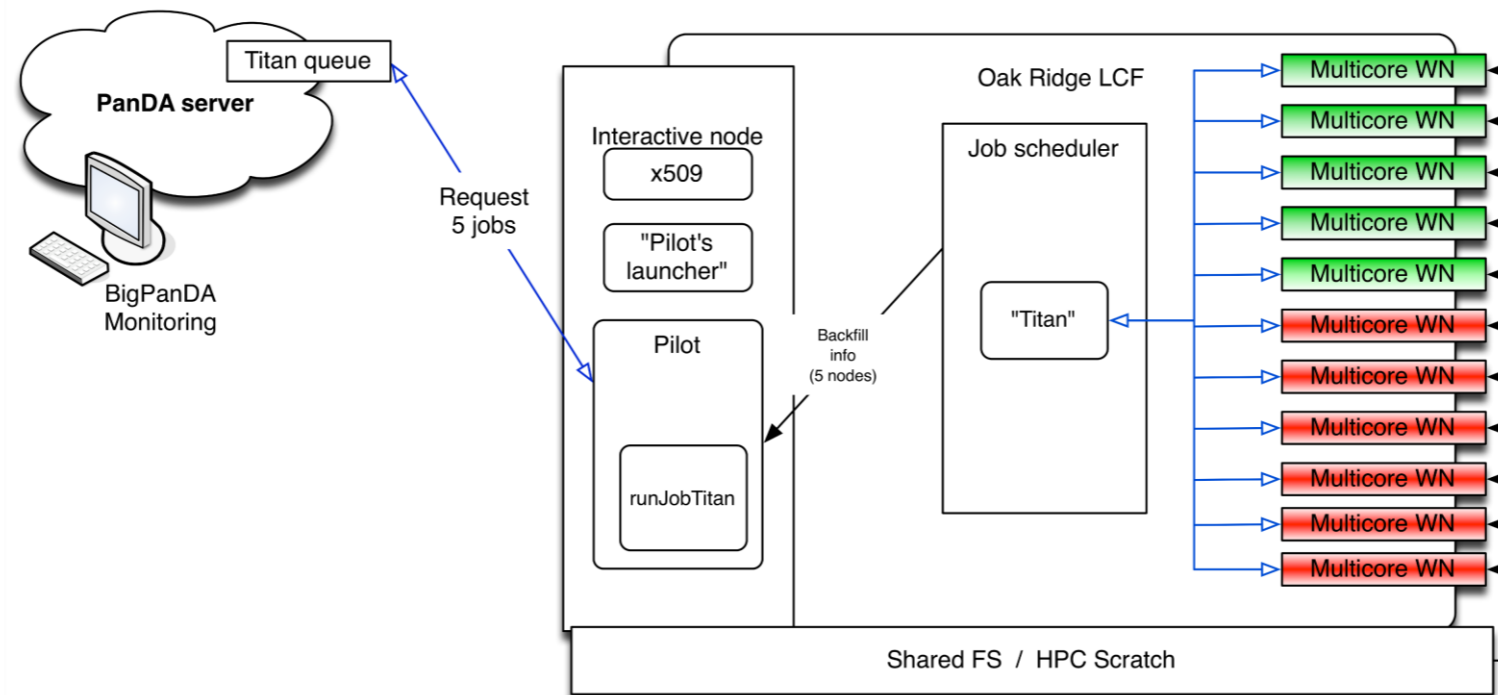 Titan queue
PanDA server
BigPanDA
Monitoring
Request
5 jobs
Interactive node
x509
"Pilot's
launcher"
Pilot
runJobTitan
Backfill
info
(5 nodes)
Oak Ridge LCF
Job scheduler
"Titan"
Multicore WN
Multicore WN
Multicore WN
Multicore WN
Multicore WN
Multicore WN
Multicore WN
Multicore WN
Multicore WN
Multicore WN
Multicore WN
Shared FS / HPC Scratch